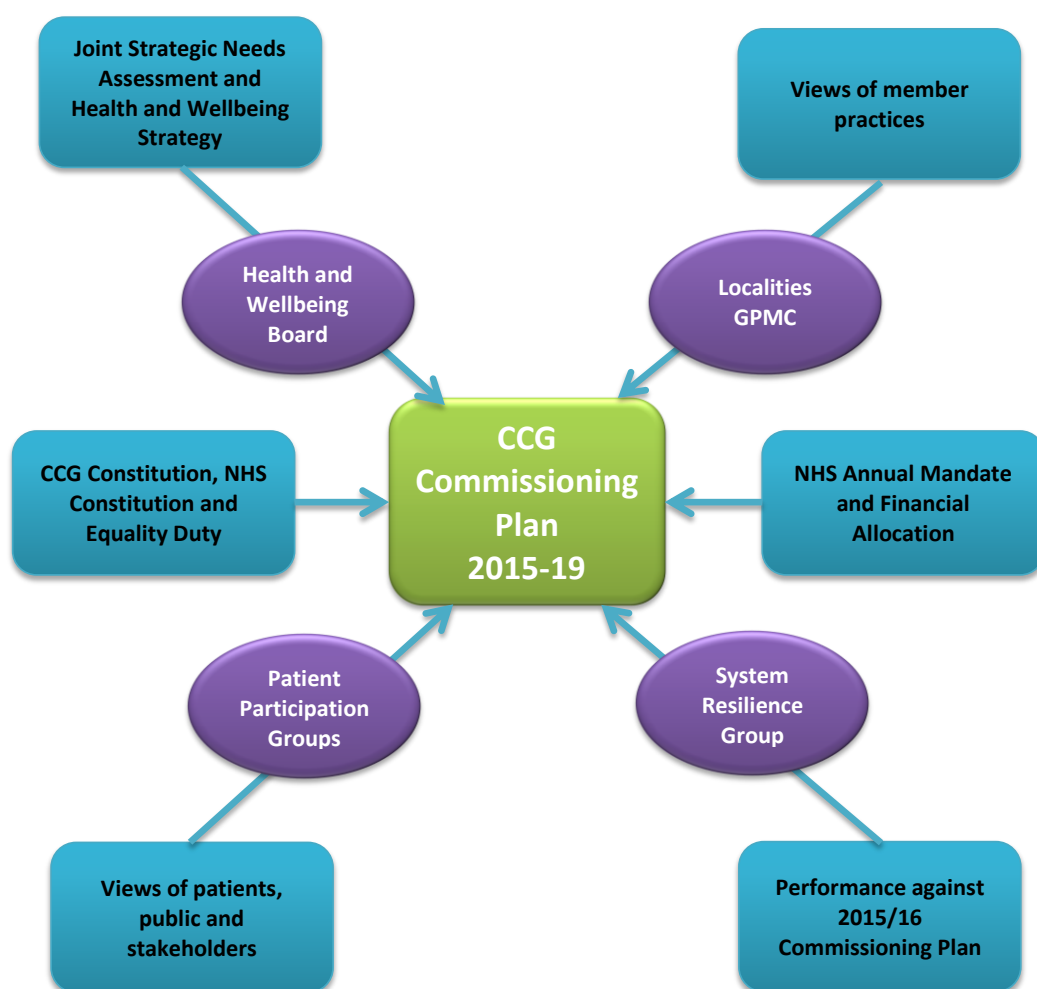 Joint Strategic Needs
Assessment and
Health and Wellbeing
Strategy
Views of member
practices
Health and
Wellbeing
Board
Localities
GPMC
CCG Constitution, NHS
Constitution and
Equality Duty
CCG
Commissioning
Plan
2015-19
NHS Annual Mandate
and Financial
Allocation
Patient
Participation
Groups
System
Resilience
Group
Views of patients,
public and
stakeholders
Performance against
2015/16
Commissioning Plan